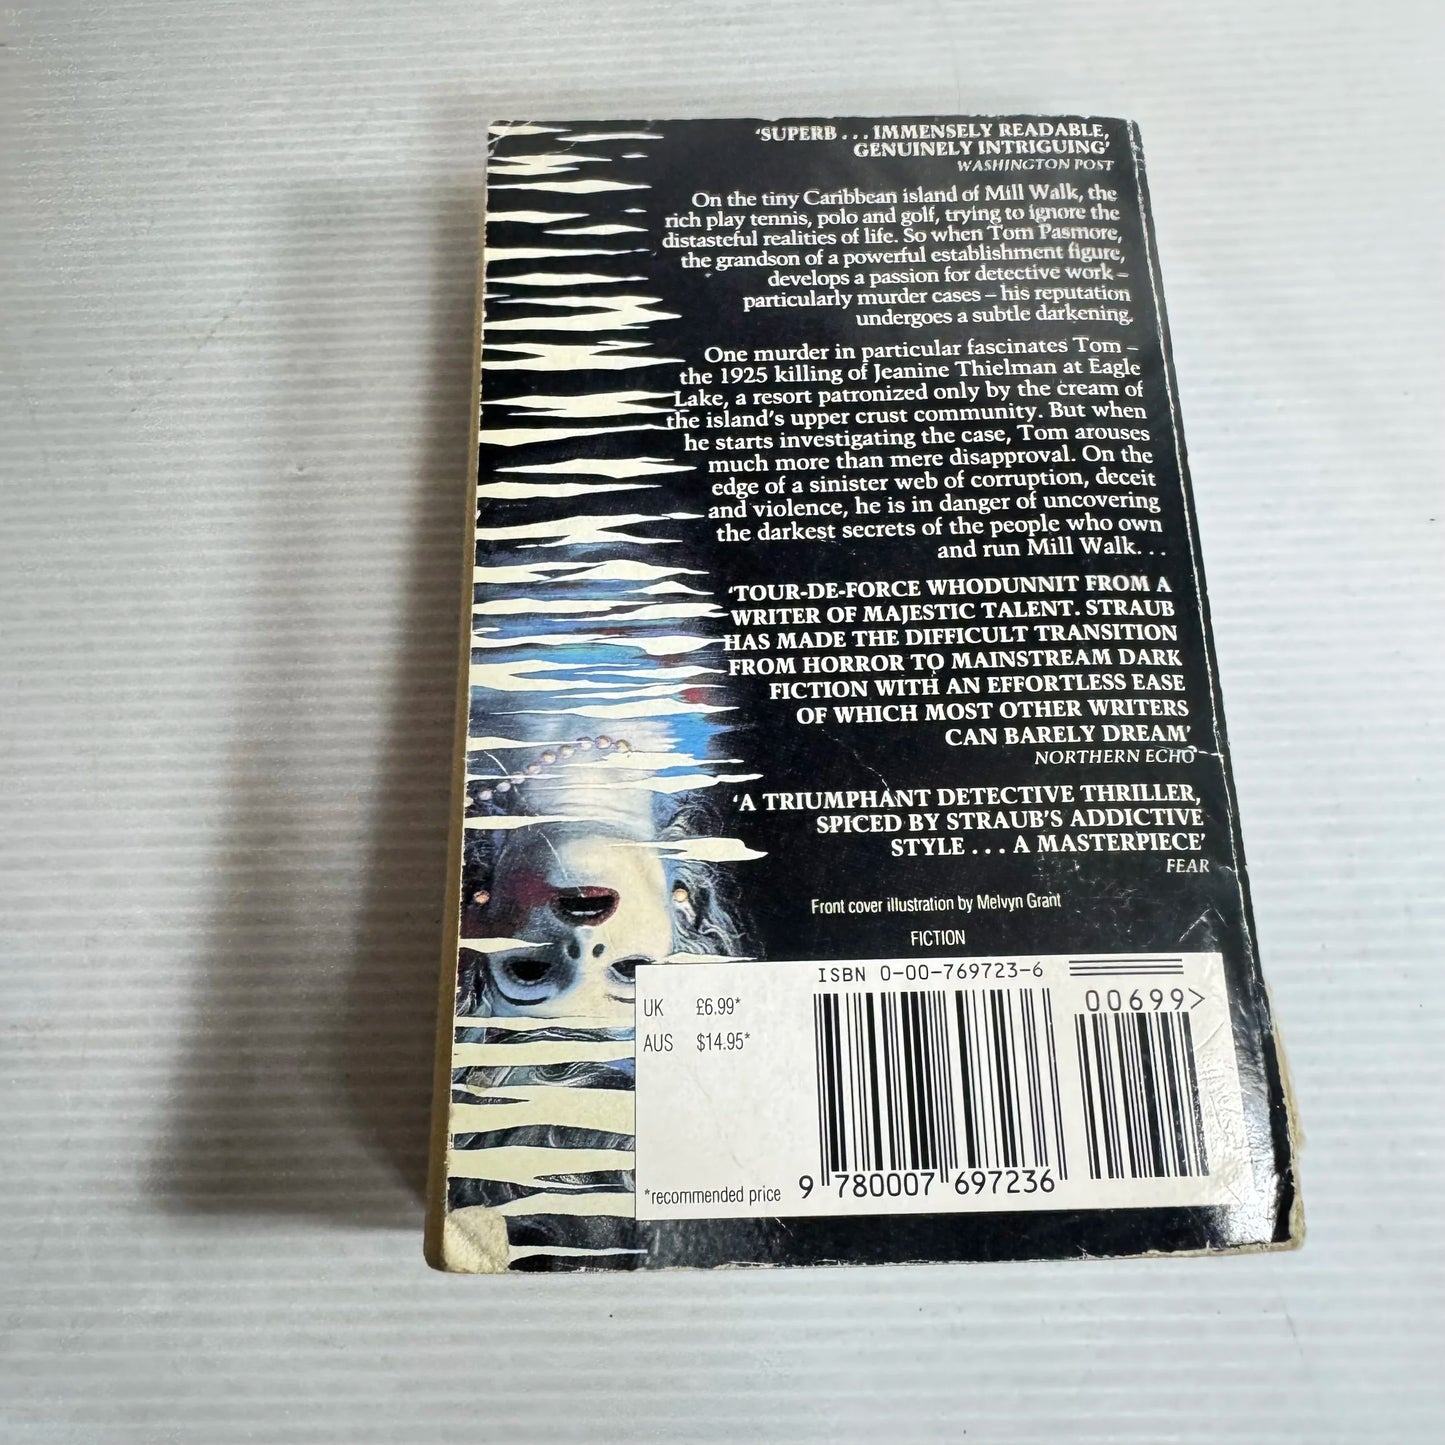 'SUPERB . . . IMMENSELY READABLE,
GENUINELY INTRIGUING'
WASHINGTON POST
On the tiny Caribbean island of Mill Walk, the
rich play tennis, polo and golf, trying to ignore the
distasteful realities of life. So when Tom Pasmore,
the grandson of a powerful establishment figure,
develops a passion for detective work –
particularly murder cases – his reputation
undergoes a subtle darkening.
One murder in particular fascinates Tom –
the 1925 killing of Jeanine Thielman at Eagle
Lake, a resort patronized only by the cream of
the island's upper crust community. But when
he starts investigating the case, Tom arouses
much more than mere disapproval. On the
edge of a sinister web of corruption, deceit
and violence, he is in danger of uncovering
the darkest secrets of the people who own
and run Mill Walk. . .
'TOUR-DE-FORCE WHODUNNIT FROM A
WRITER OF MAJESTIC TALENT. STRAUB
HAS MADE THE DIFFICULT TRANSITION
FROM HORROR TO MAINSTREAM DARK
FICTION WITH AN EFFORTLESS EASE
OF WHICH MOST OTHER WRITERS
CAN BARELY DREAM'
NORTHERN ECHO
'A TRIUMPHANT DETECTIVE THRILLER,
SPICED BY STRAUB'S ADDICTIVE
STYLE . . . A MASTERPIECE'
FEAR
Front cover illustration by Melvyn Grant
FICTION
ISBN 0-00-769723-6
00699>
UK £6.99*
AUS $14.95*
*recommended price
9 780007 697236